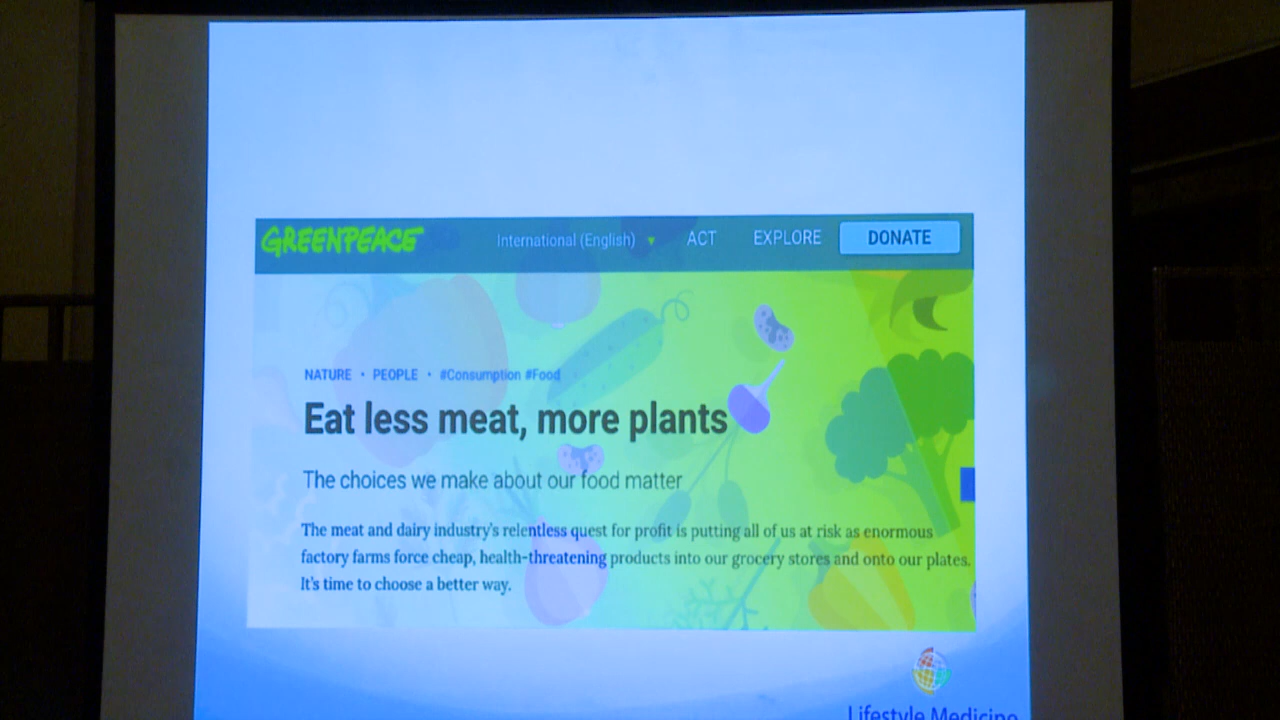 GREENPEACE
International (English) ▼ ACT EXPLORE DONATE
NATURE • PEOPLE • #Consumption #Food
Eat less meat, more plants
The choices we make about our food matter
The meat and dairy industry's relentless quest for profit is putting all of us at risk as enormous
factory farms force cheap, health-threatening products into our grocery stores and onto our plates.
It's time to choose a better way.
Lifestyle Medicine